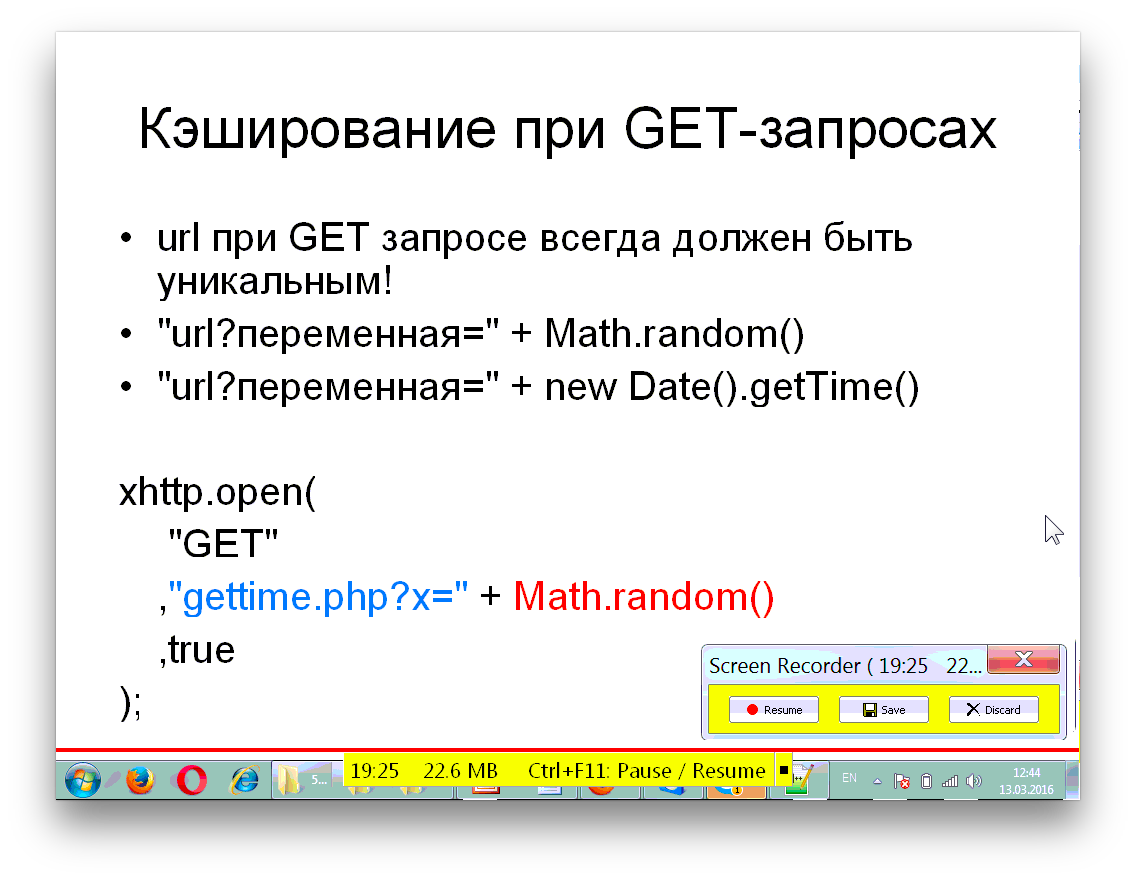 Кэширование при GET-запросах
• url при GET запросе всегда должен быть
уникальным!
• "url?переменная=" + Math.random()
• "url?переменная=" + new Date().getTime()
xhttp.open(
"GET"
,"gettime.php?x=" + Math.random()
,true
);
Screen Recorder ( 19:25 22...
Resume Save Discard
5...
19:25 22.6 MB Ctrl+F11: Pause / Resume
1
EN
12:44
13.03.2016